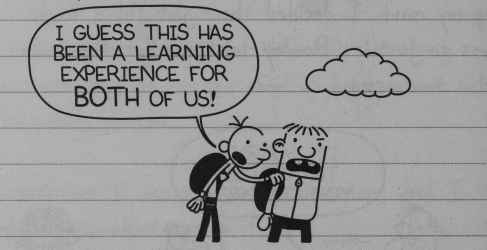 I GUESS THIS HAS
BEEN A LEARNING
EXPERIENCE FOR
BOTH OF US!